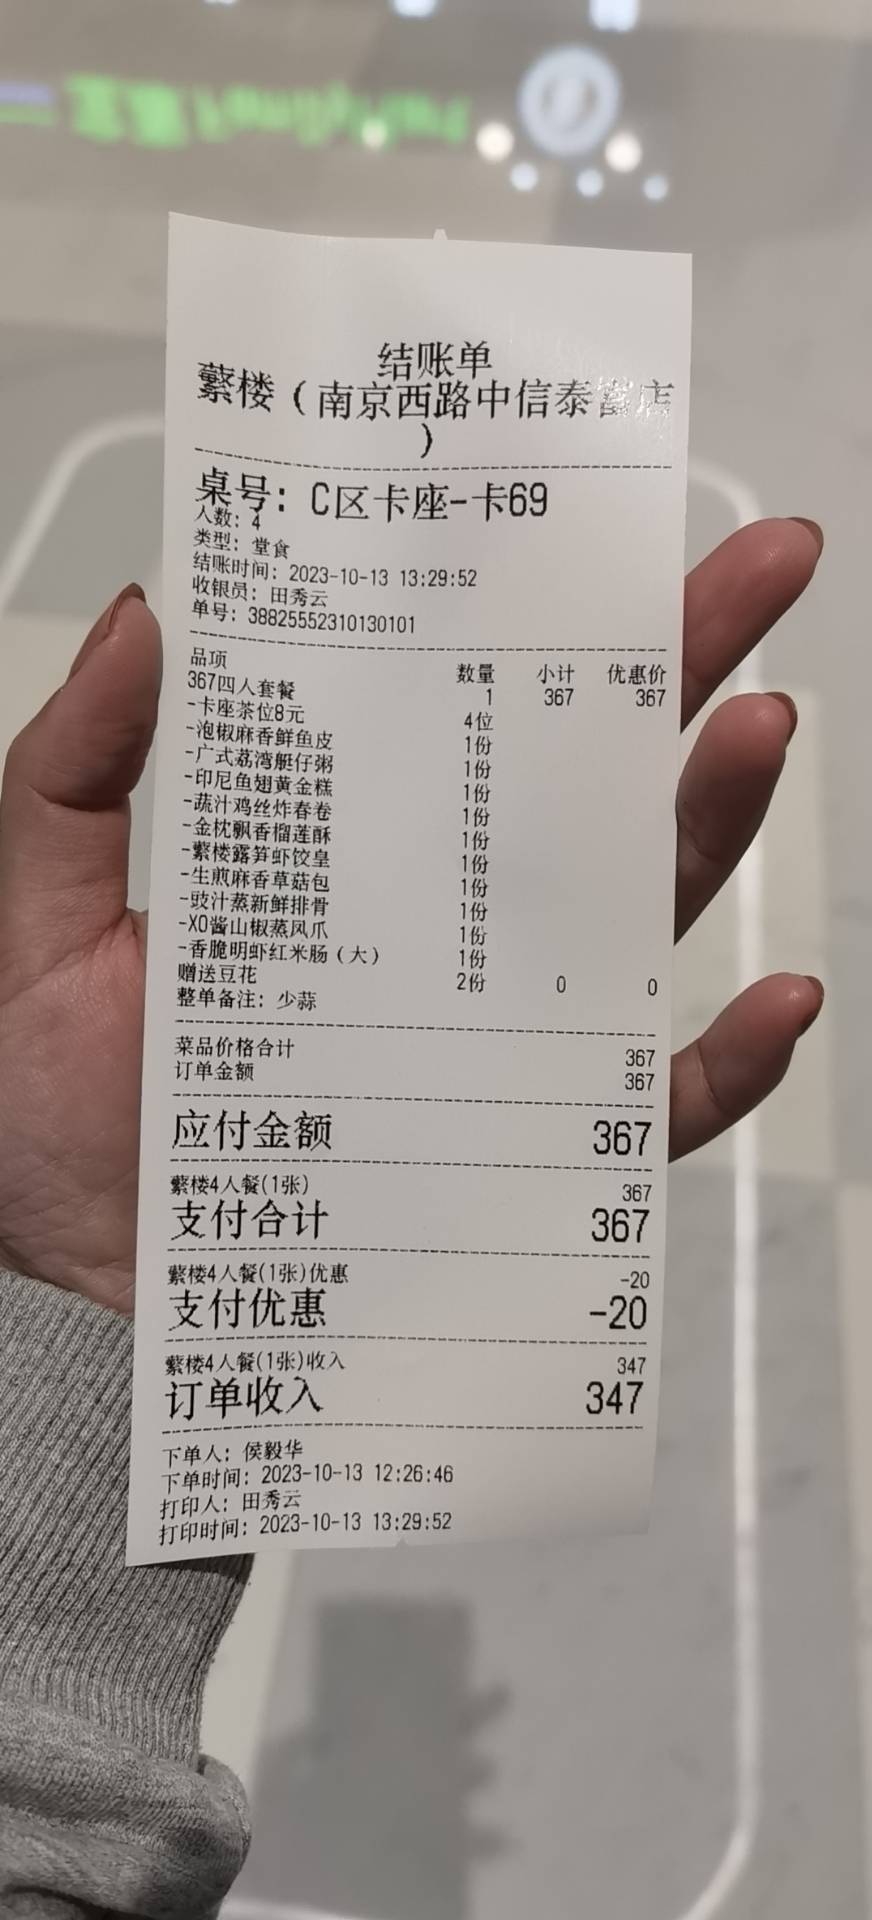 结账单
蘩楼（南京西路中信泰富店
）
桌号：C区卡座-卡69
人数：4
类型：堂食
结账时间：2023-10-13 13:29:52
收银员：田秀云
单号：38825552310130101
品项 数量 小计 优惠价
367四人套餐 1 367 367
-卡座茶位8元 4位
-泡椒麻香鲜鱼皮 1份
-广式荔湾艇仔粥 1份
-印尼鱼翅黄金糕 1份
-蔬汁鸡丝炸春卷 1份
-金枕飘香榴莲酥 1份
-蘩楼露笋虾饺皇 1份
-生煎麻香草菇包 1份
-豉汁蒸新鲜排骨 1份
-XO酱山椒蒸凤爪 1份
-香脆明虾红米肠（大） 1份
赠送豆花 2份 0 0
整单备注：少蒜
菜品价格合计 367
订单金额 367
应付金额 367
蘩楼4人餐(1张) 367
支付合计 367
蘩楼4人餐(1张)优惠 -20
支付优惠 -20
蘩楼4人餐(1张)收入 347
订单收入 347
下单人：侯毅华
下单时间：2023-10-13 12:26:46
打印人：田秀云
打印时间：2023-10-13 13:29:52